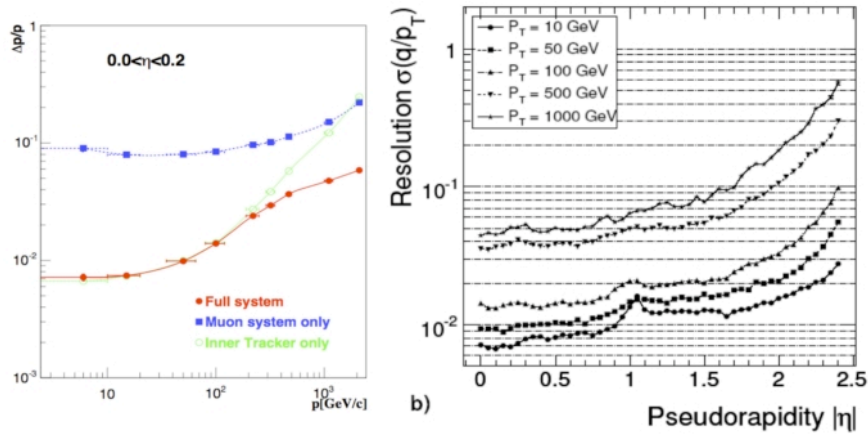 Δp/p
1
10⁻¹
10⁻²
10⁻³
0.0<η<0.2
Full system
Muon system only
Inner Tracker only
10
10²
10³
p[GeV/c]
b)
Resolution σ(q/p_T)
1
10⁻¹
10⁻²
P_T = 10 GeV
P_T = 50 GeV
P_T = 100 GeV
P_T = 500 GeV
P_T = 1000 GeV
0 0.5 1 1.5 2 2.5
Pseudorapidity |η|